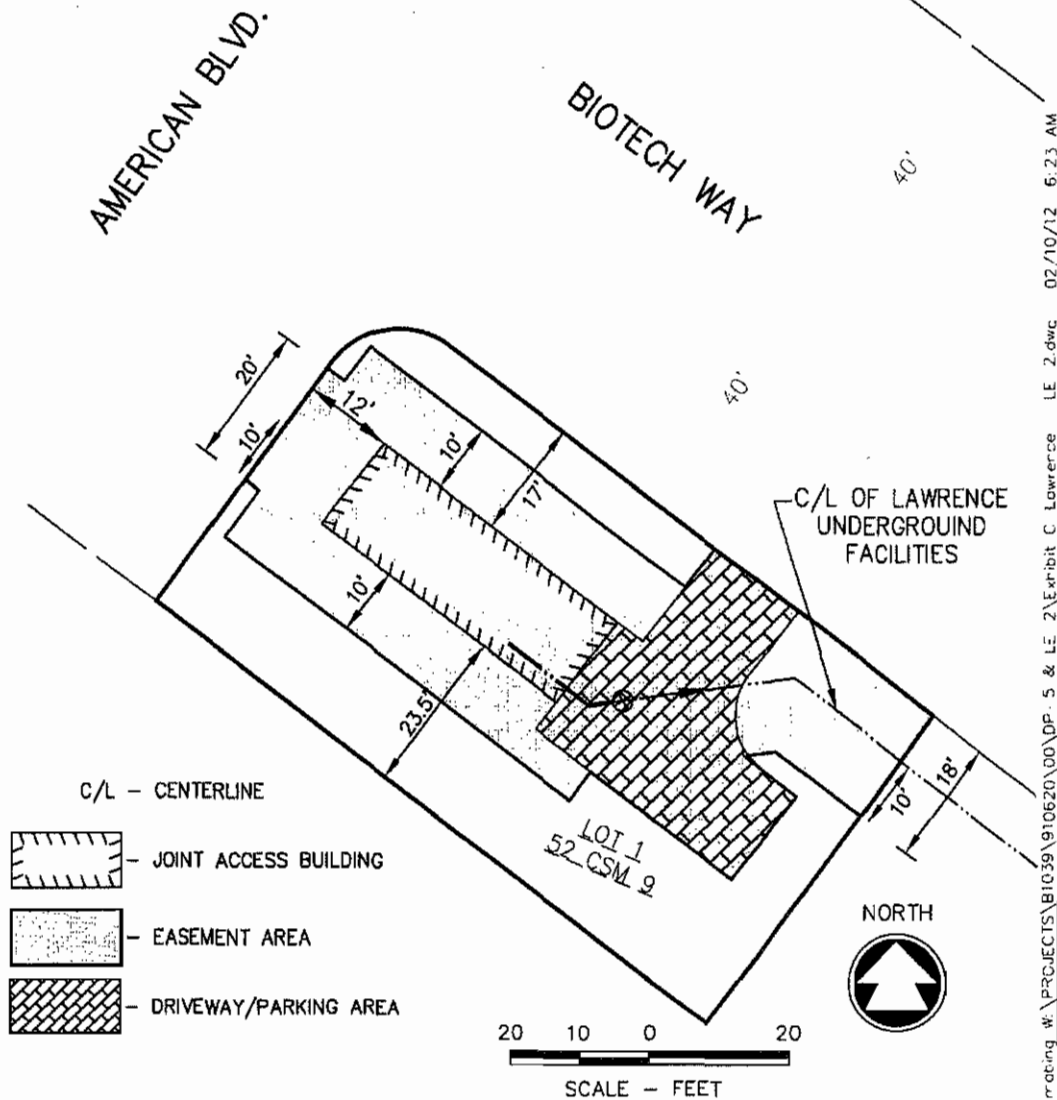 AMERICAN BLVD.
BIOTECH WAY
40'
40'
20'
10'
12'
10'
17'
10'
23.5'
C/L OF LAWRENCE
UNDERGROUND
FACILITIES
18'
10'
C/L - CENTERLINE
- JOINT ACCESS BUILDING
- EASEMENT AREA
- DRIVEWAY/PARKING AREA
LOT 1
52 CSM 9
NORTH
20 10 0 20
SCALE - FEET
W:\PROJECTS\B1039\910620\00\DP 5 & LE 2\Exhibit C Lawrence LE 2.dwg 02/10/12 6:23 AM